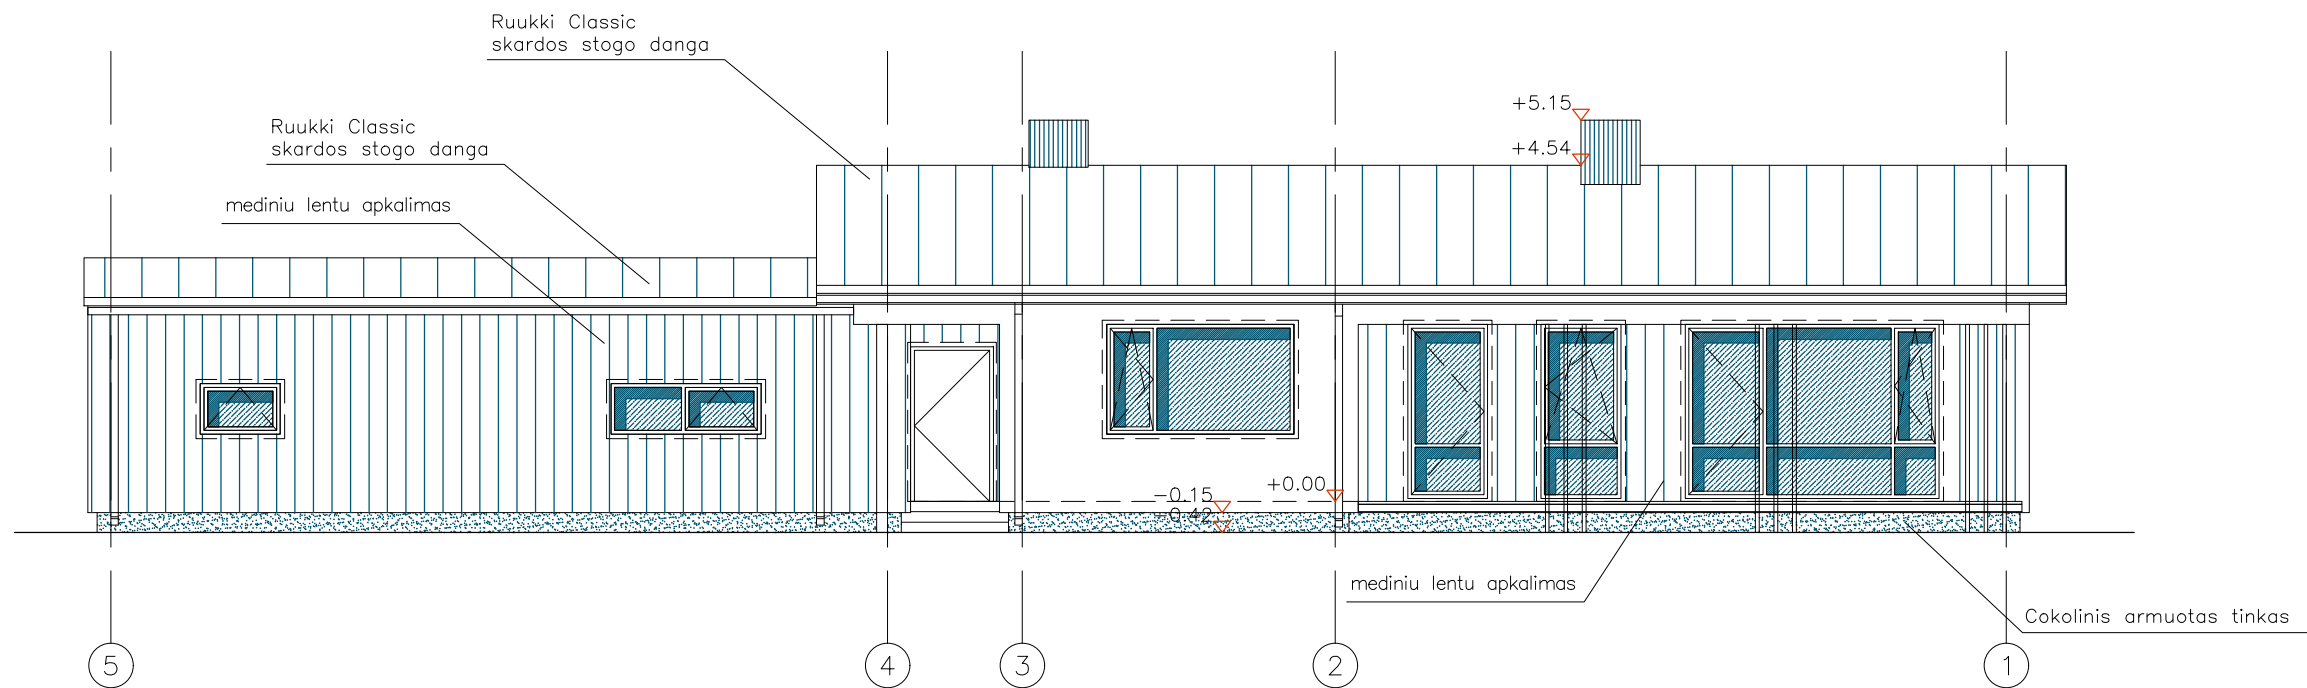 Ruukki Classic
skardos stogo danga
+5.15
Ruukki Classic
skardos stogo danga
+4.54
mediniu lentu apkalimas
+0.00
-0.15
-0.42
mediniu lentu apkalimas
Cokolinis armuotas tinkas
5
4
3
2
1